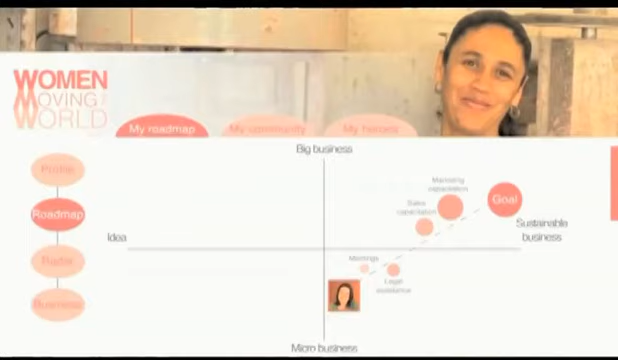 WOMEN
MOVING THE
WORLD
My roadmap
My community
My heroes
Big business
Profile
Roadmap
Radar
Business
Idea
Marketing
capacitation
Sales
capacitation
Goal
Sustainable
business
Meetings
Legal
assistance
Micro business